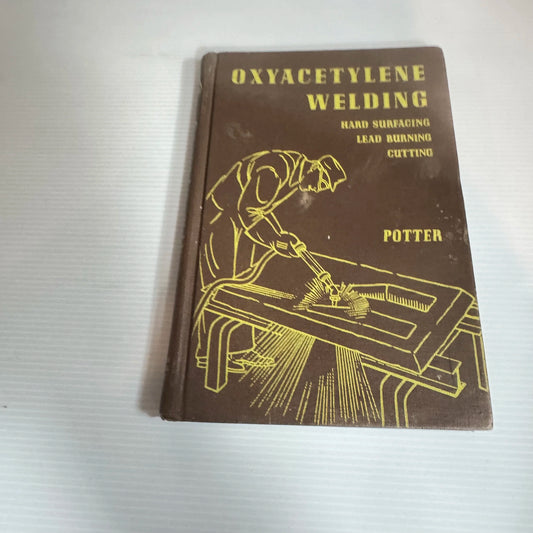 OXYACETYLENE
WELDING
HARD SURFACING
LEAD BURNING
CUTTING
POTTER